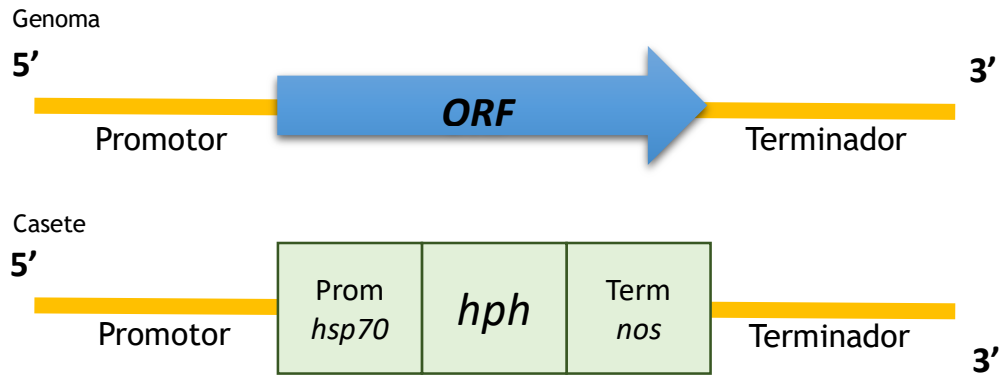 Genoma
5’
3’
ORF
Promotor
Terminador
Casete
5’
Prom
hsp70
hph
Term
nos
Promotor
Terminador
3’